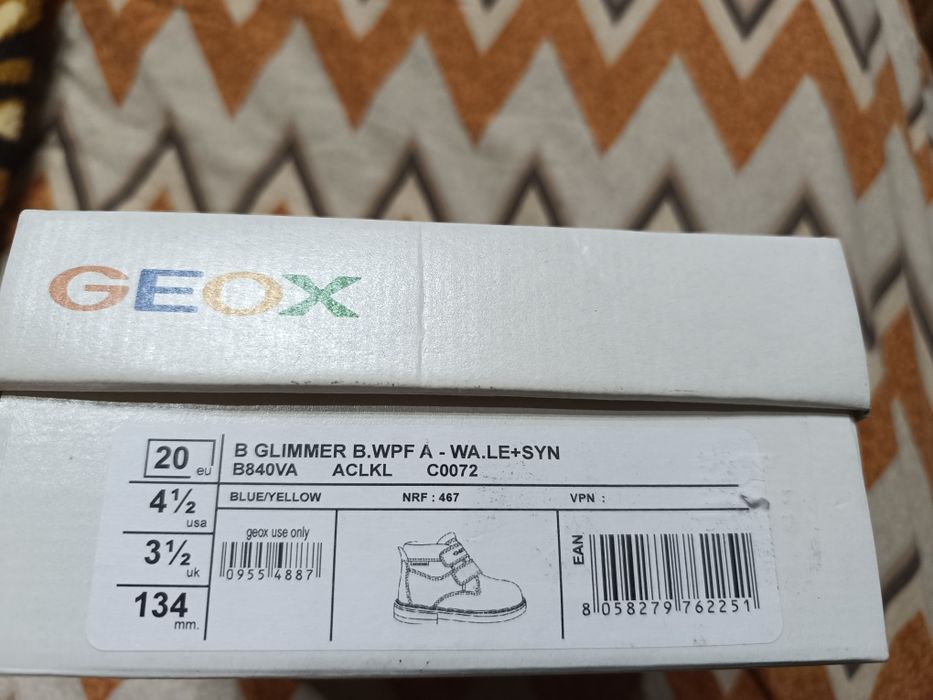 GEOX
20 eu
B GLIMMER B.WPF A - WA.LE+SYN
B840VA ACLKL C0072
4½ usa
BLUE/YELLOW NRF : 467 VPN :
3½ uk
geox use only
0955 4887
EAN
8 058279 762251
134 mm.